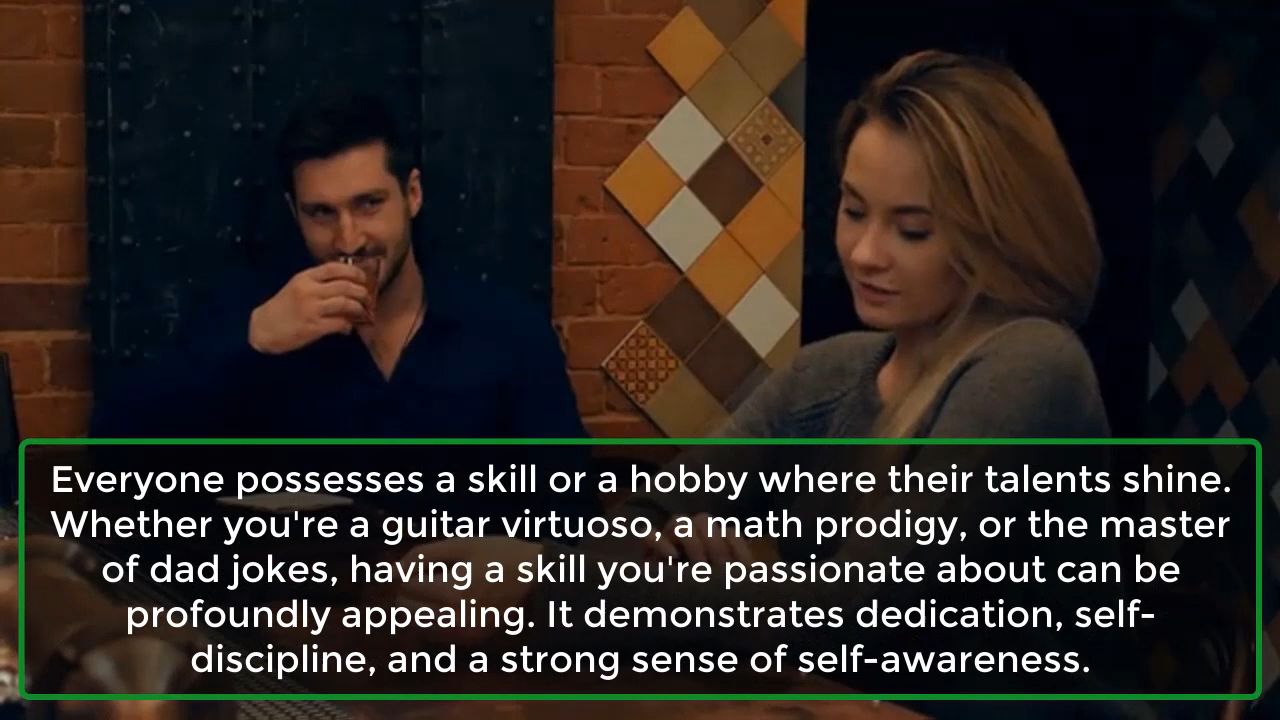 Everyone possesses a skill or a hobby where their talents shine.
Whether you're a guitar virtuoso, a math prodigy, or the master
of dad jokes, having a skill you're passionate about can be
profoundly appealing. It demonstrates dedication, self-
discipline, and a strong sense of self-awareness.